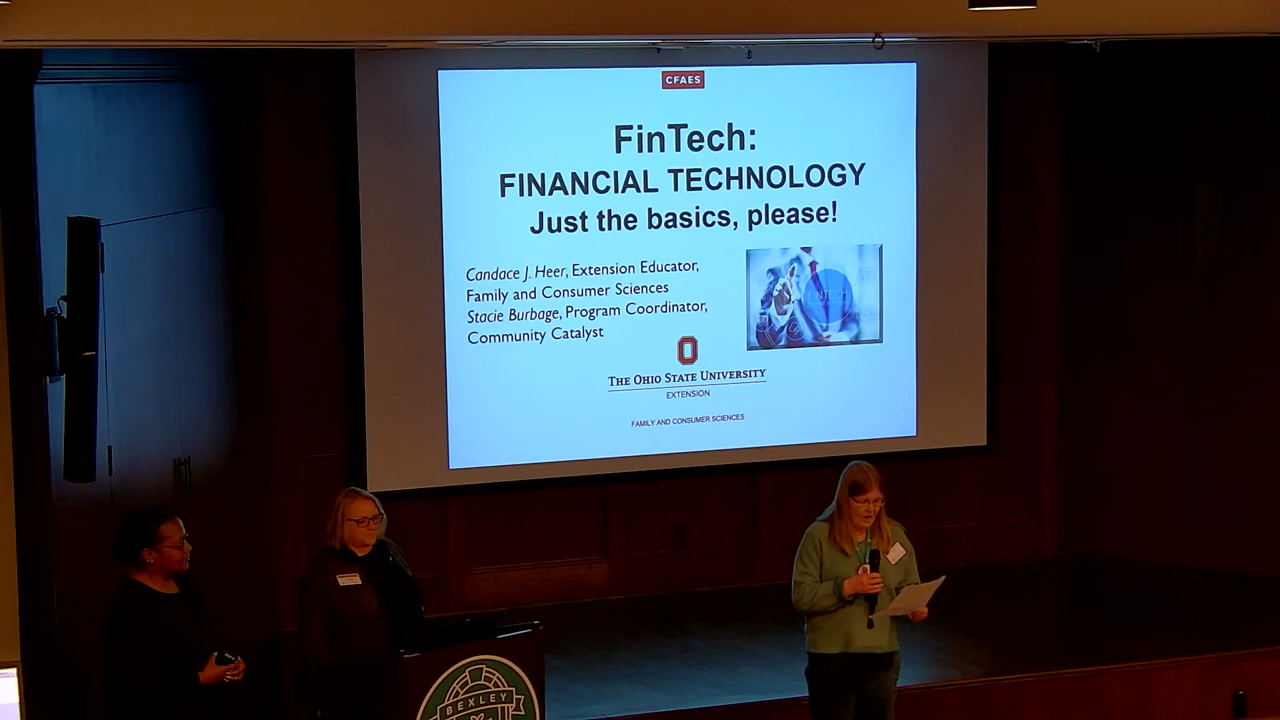 CFAES
FinTech:
FINANCIAL TECHNOLOGY
Just the basics, please!
Candace J. Heer, Extension Educator,
Family and Consumer Sciences
Stacie Burbage, Program Coordinator,
Community Catalyst
FINTECH
THE OHIO STATE UNIVERSITY
EXTENSION
FAMILY AND CONSUMER SCIENCES
BEXLEY